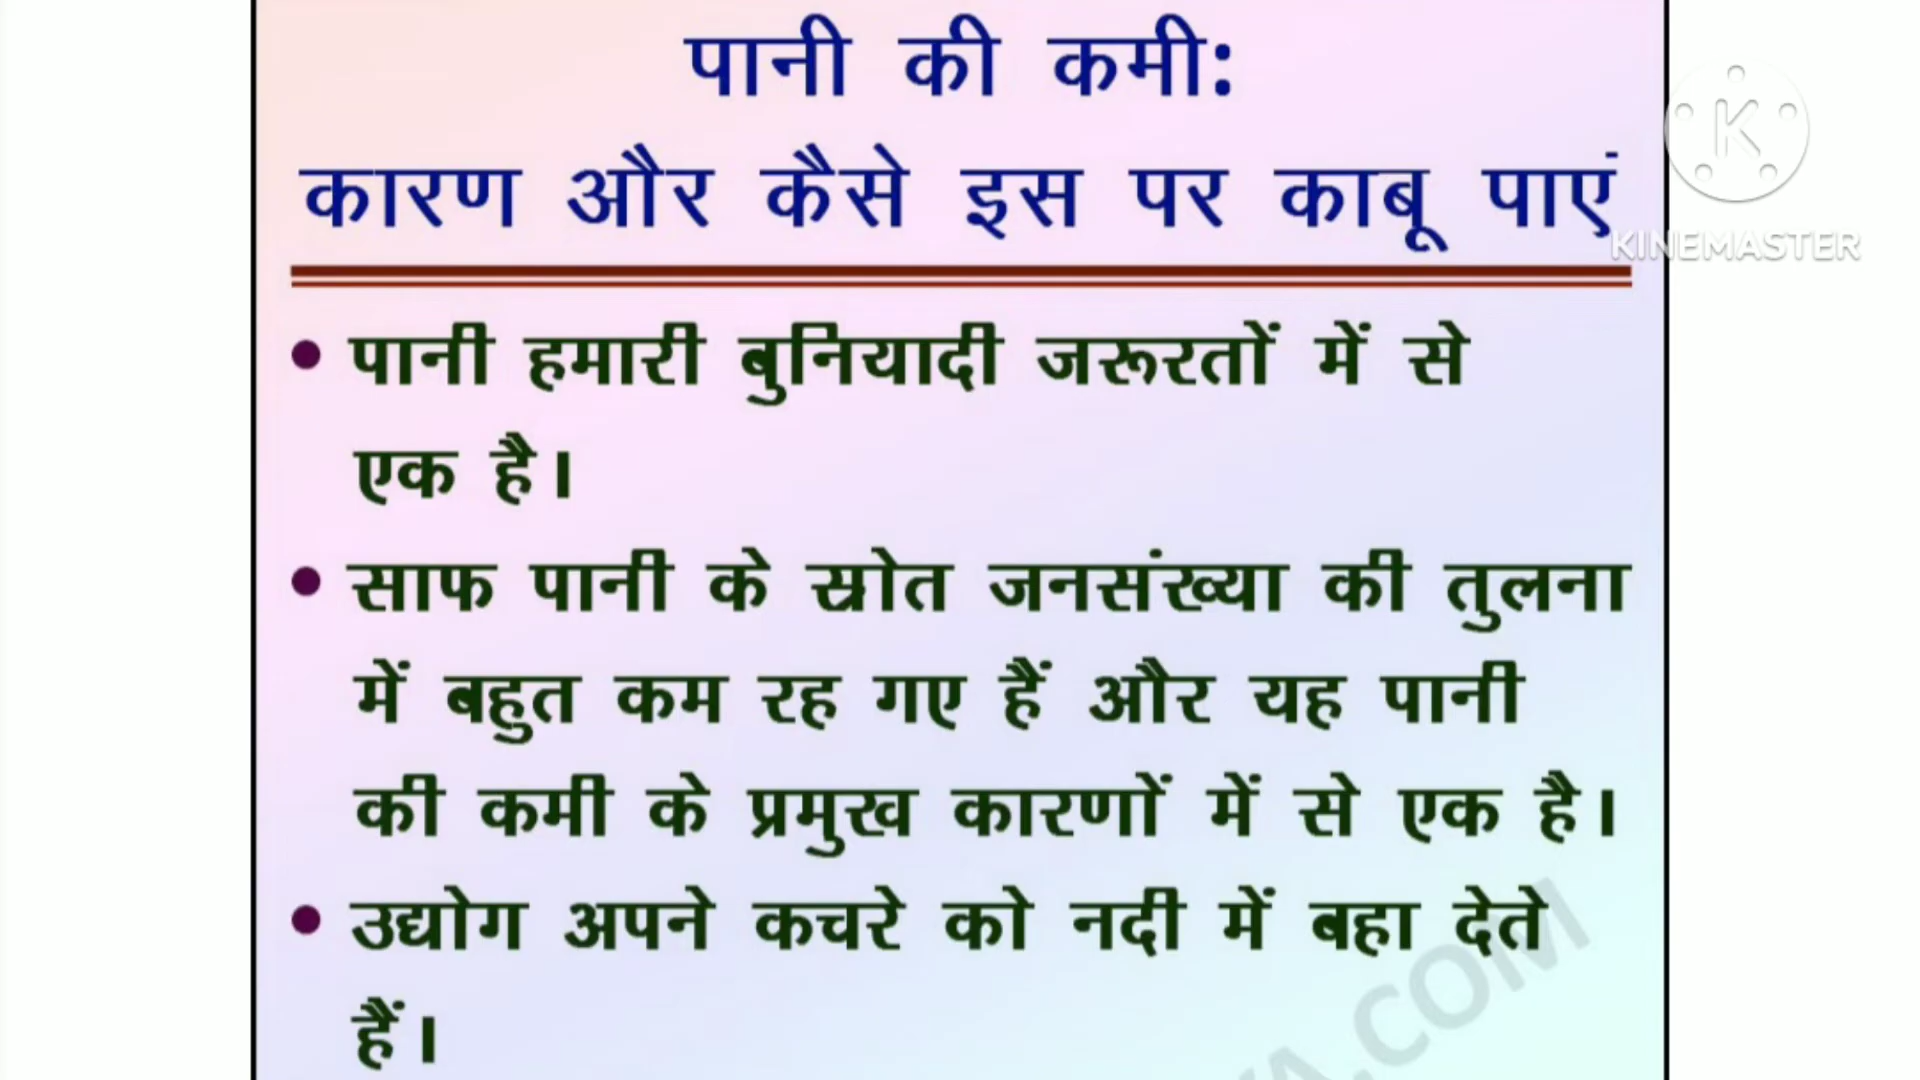 पानी की कमी:
कारण और कैसे इस पर काबू पाएं
KINEMASTER
• पानी हमारी बुनियादी जरूरतों में से
एक है।
• साफ पानी के स्रोत जनसंख्या की तुलना
में बहुत कम रह गए हैं और यह पानी
की कमी के प्रमुख कारणों में से एक है।
• उद्योग अपने कचरे को नदी में बहा देते
हैं।